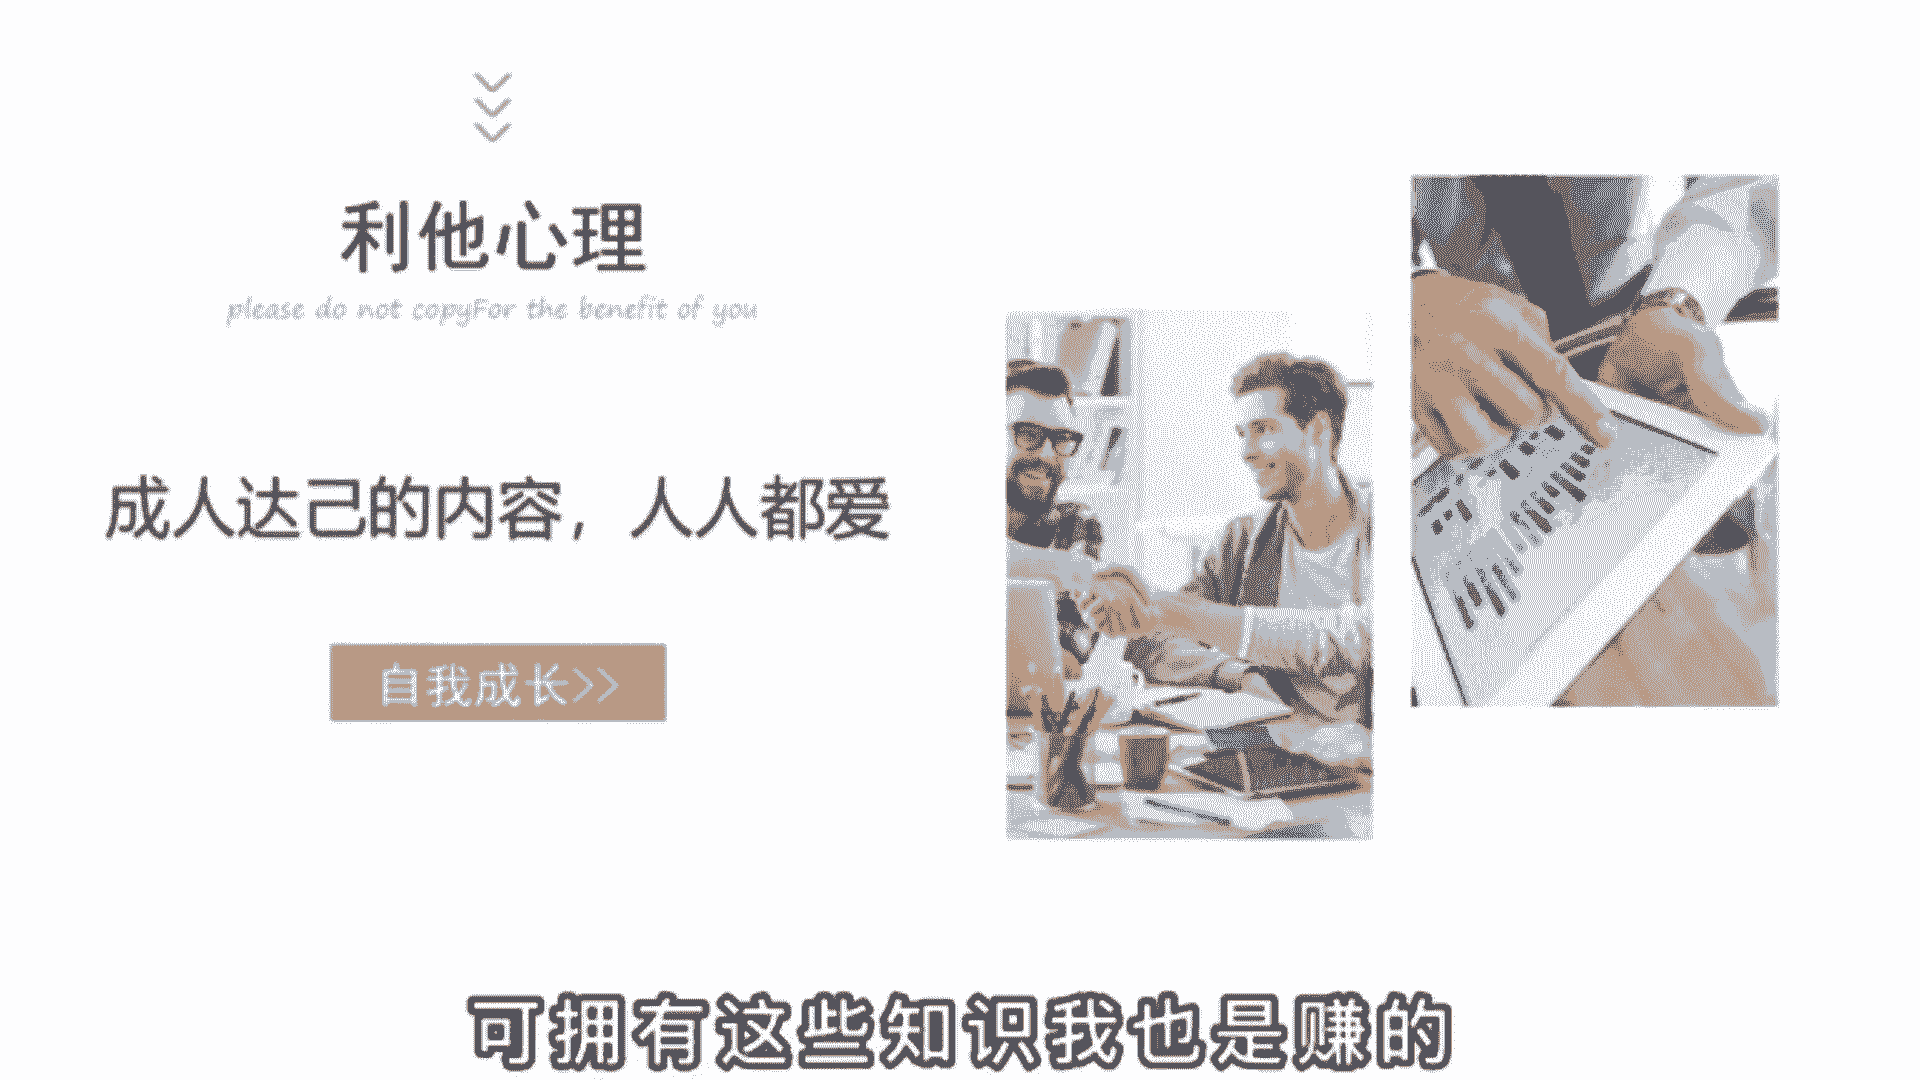 利他心理
please do not copyFor the benefit of you
成人达己的内容，人人都爱
自我成长>>
可拥有这些知识我也是赚的